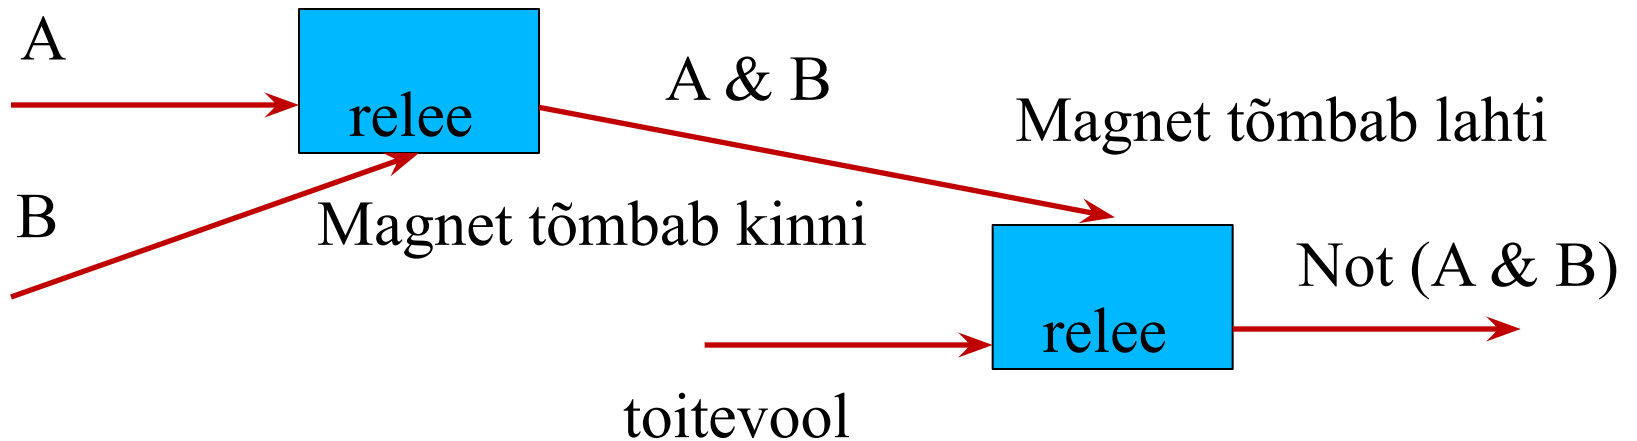 A
relee
A & B
Magnet tõmbab lahti
B
Magnet tõmbab kinni
relee
Not (A & B)
toitevool